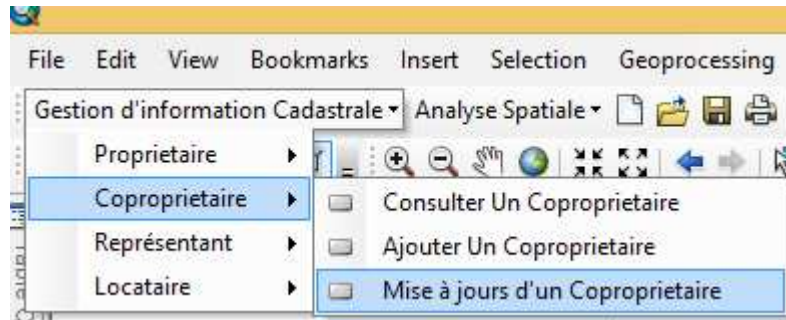 File Edit View Bookmarks Insert Selection Geoprocessing
Gestion d'information Cadastrale Analyse Spatiale
Proprietaire
Coproprietaire
Consulter Un Coproprietaire
Représentant
Ajouter Un Coproprietaire
Locataire
Mise à jours d'un Coproprietaire